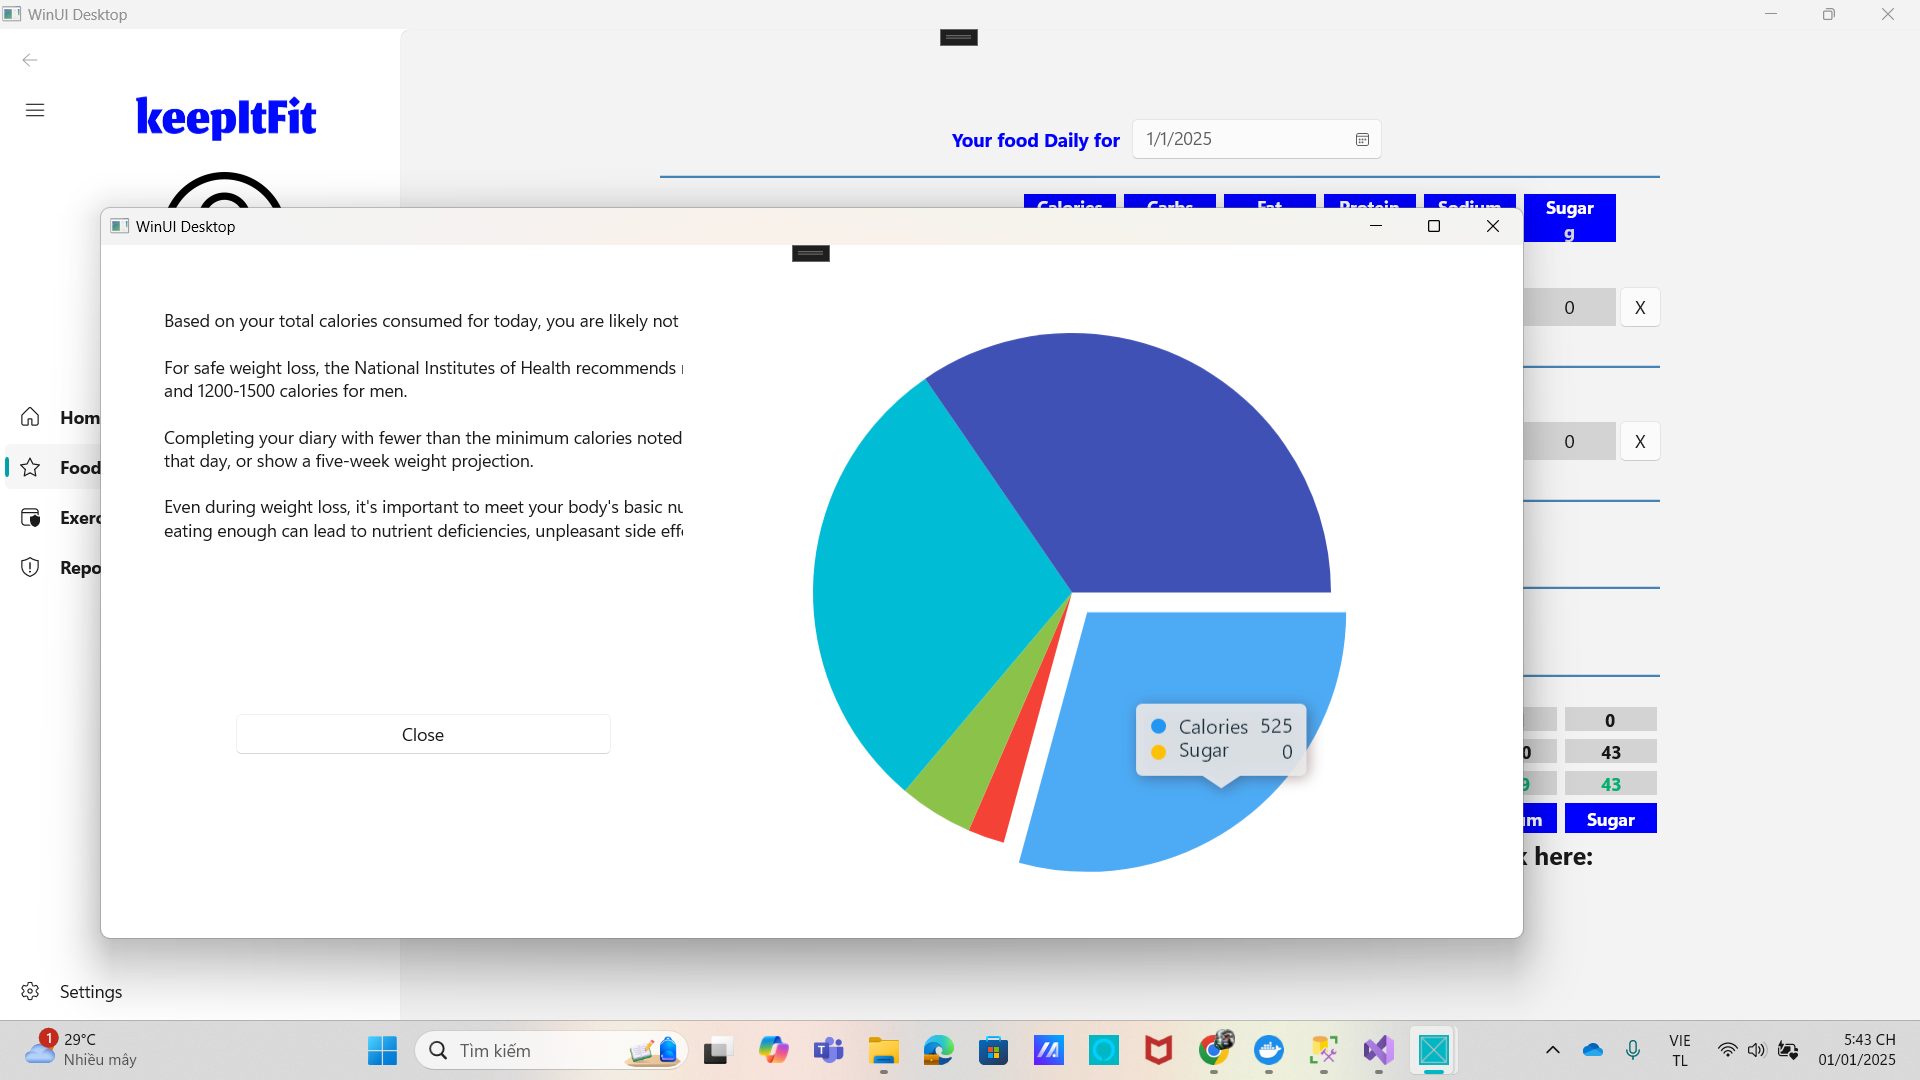 WinUI Desktop
keepItFit
Your food Daily for 1/1/2025
Calories Carbs Fat Protein Sodium Sugar
g
WinUI Desktop
0 X
Based on your total calories consumed for today, you are likely not
For safe weight loss, the National Institutes of Health recommends
and 1200-1500 calories for men.
0 X
Completing your diary with fewer than the minimum calories noted
that day, or show a five-week weight projection.
Even during weight loss, it's important to meet your body's basic
eating enough can lead to nutrient deficiencies, unpleasant side
Hom
Food
Exerc
Repo
Calories 525
Sugar 0
Close
0
0 43
9 43
um Sugar
here:
Settings
1
29°C
Nhiều mây
Tìm kiếm
VIE
TL
5:43 CH
01/01/2025